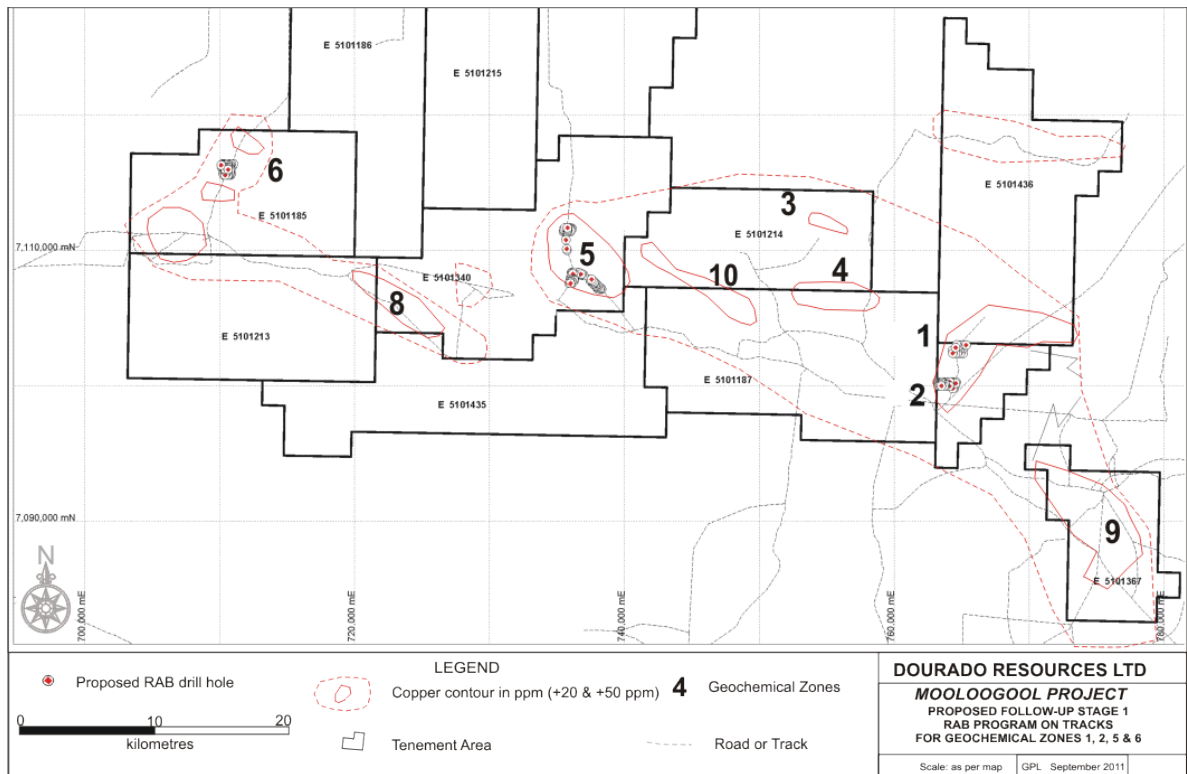 E 5101186
E 5101215
6
E 5101436
3
E 5101185
E 5101214
7,110,000 mN
5
E 5101340
10
4
8
E 5101213
1
E 5101187
2
E 5101435
7,090,000 mN
9
N
E 5101367
700,000 mE
720,000 mE
740,000 mE
760,000 mE
780,000 mE
LEGEND
Proposed RAB drill hole
Copper contour in ppm (+20 & +50 ppm)
4 Geochemical Zones
0 10 20
kilometres
Tenement Area
Road or Track
DOURADO RESOURCES LTD
MOOLOOGOOL PROJECT
PROPOSED FOLLOW-UP STAGE 1
RAB PROGRAM ON TRACKS
FOR GEOCHEMICAL ZONES 1, 2, 5 & 6
Scale: as per map GPL September 2011